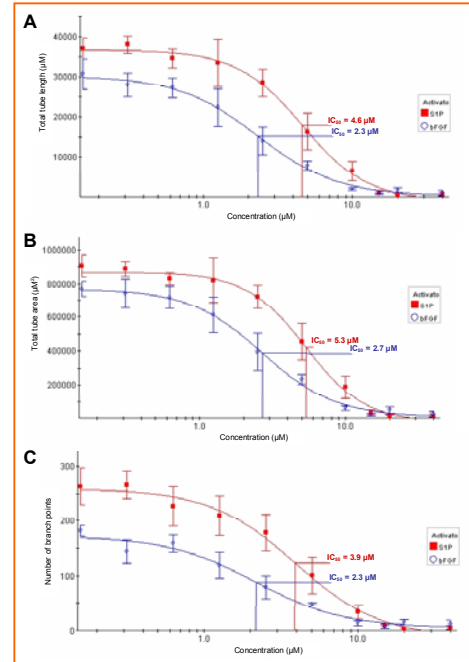 A
Total tube length (µM)
40000
30000
20000
10000
IC50 = 4.6 µM
IC50 = 2.3 µM
Activato
S1P
bFGF
1.0
10.0
Concentration (µM)
B
Total tube area (µM²)
1000000
800000
600000
400000
200000
IC50 = 5.3 µM
IC50 = 2.7 µM
Activato
S1P
bFGF
1.0
10.0
Concentration (µM)
C
Number of branch points
300
200
100
0
IC50 = 3.9 µM
IC50 = 2.3 µM
Activato
S1P
bFGF
1.0
10.0
Concentration (µM)